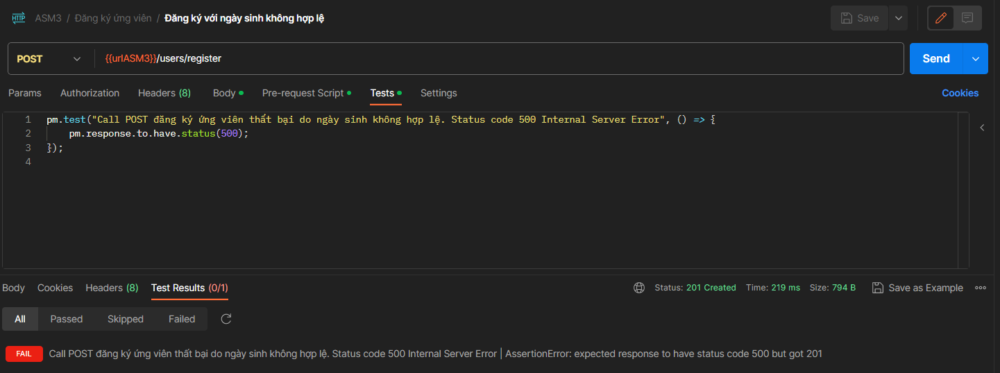 HTTP ASM3 / Đăng ký ứng viên / Đăng ký với ngày sinh không hợp lệ Save
POST {{urlASM3}}/users/register Send
Params Authorization Headers (8) Body Pre-request Script Tests Settings Cookies
1 pm.test("Call POST đăng ký ứng viên thất bại do ngày sinh không hợp lệ. Status code 500 Internal Server Error", () => {
2 pm.response.to.have.status(500);
3 });
4
Body Cookies Headers (8) Test Results (0/1) Status: 201 Created Time: 219 ms Size: 794 B Save as Example
All Passed Skipped Failed
FAIL Call POST đăng ký ứng viên thất bại do ngày sinh không hợp lệ. Status code 500 Internal Server Error | AssertionError: expected response to have status code 500 but got 201